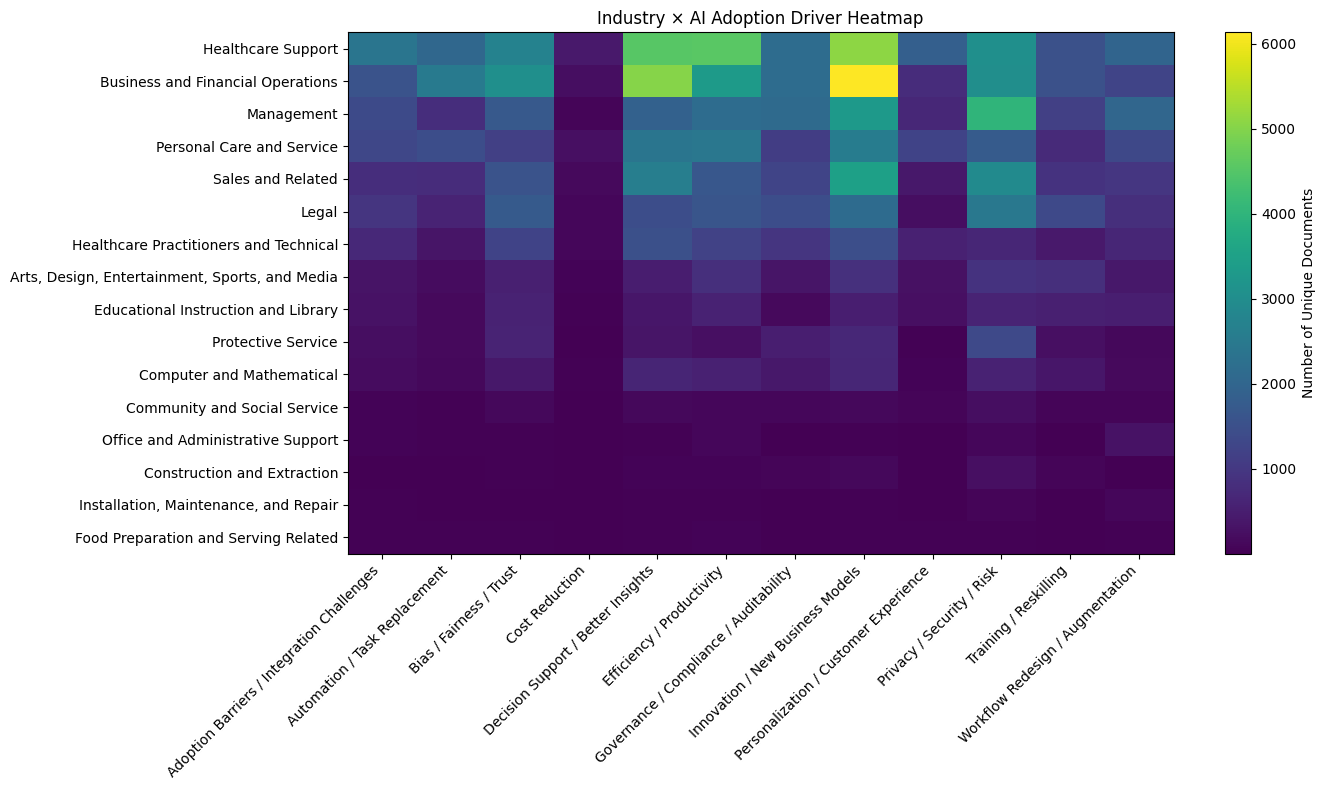 Industry × AI Adoption Driver Heatmap
Healthcare Support
Business and Financial Operations
Management
Personal Care and Service
Sales and Related
Legal
Healthcare Practitioners and Technical
Arts, Design, Entertainment, Sports, and Media
Educational Instruction and Library
Protective Service
Computer and Mathematical
Community and Social Service
Office and Administrative Support
Construction and Extraction
Installation, Maintenance, and Repair
Food Preparation and Serving Related
Adoption Barriers / Integration Challenges
Automation / Task Replacement
Bias / Fairness / Trust
Cost Reduction
Decision Support / Better Insights
Efficiency / Productivity
Governance / Compliance / Auditability
Innovation / New Business Models
Personalization / Customer Experience
Privacy / Security / Risk
Training / Reskilling
Workflow Redesign / Augmentation
6000
5000
4000
3000
2000
1000
Number of Unique Documents